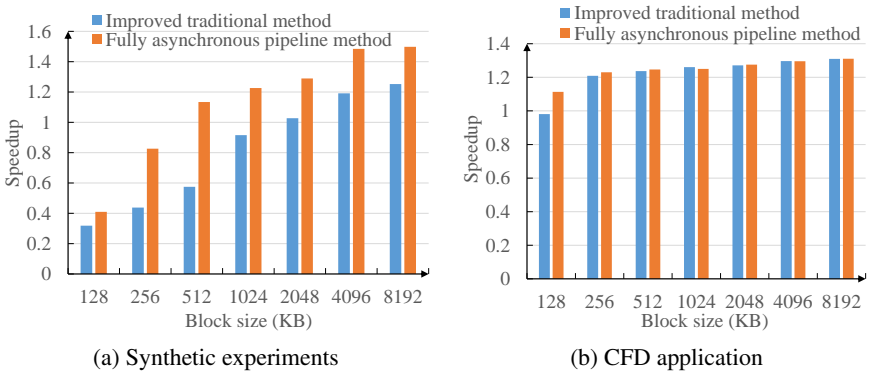 Improved traditional method
Fully asynchronous pipeline method
1.6
1.4
1.2
1
0.8
0.6
0.4
0.2
0
Speedup
128 256 512 1024 2048 4096 8192
Block size (KB)
(a) Synthetic experiments
Improved traditional method
Fully asynchronous pipeline method
1.4
1.2
1
0.8
0.6
0.4
0.2
0
Speedup
128 256 512 1024 2048 4096 8192
Block size (KB)
(b) CFD application